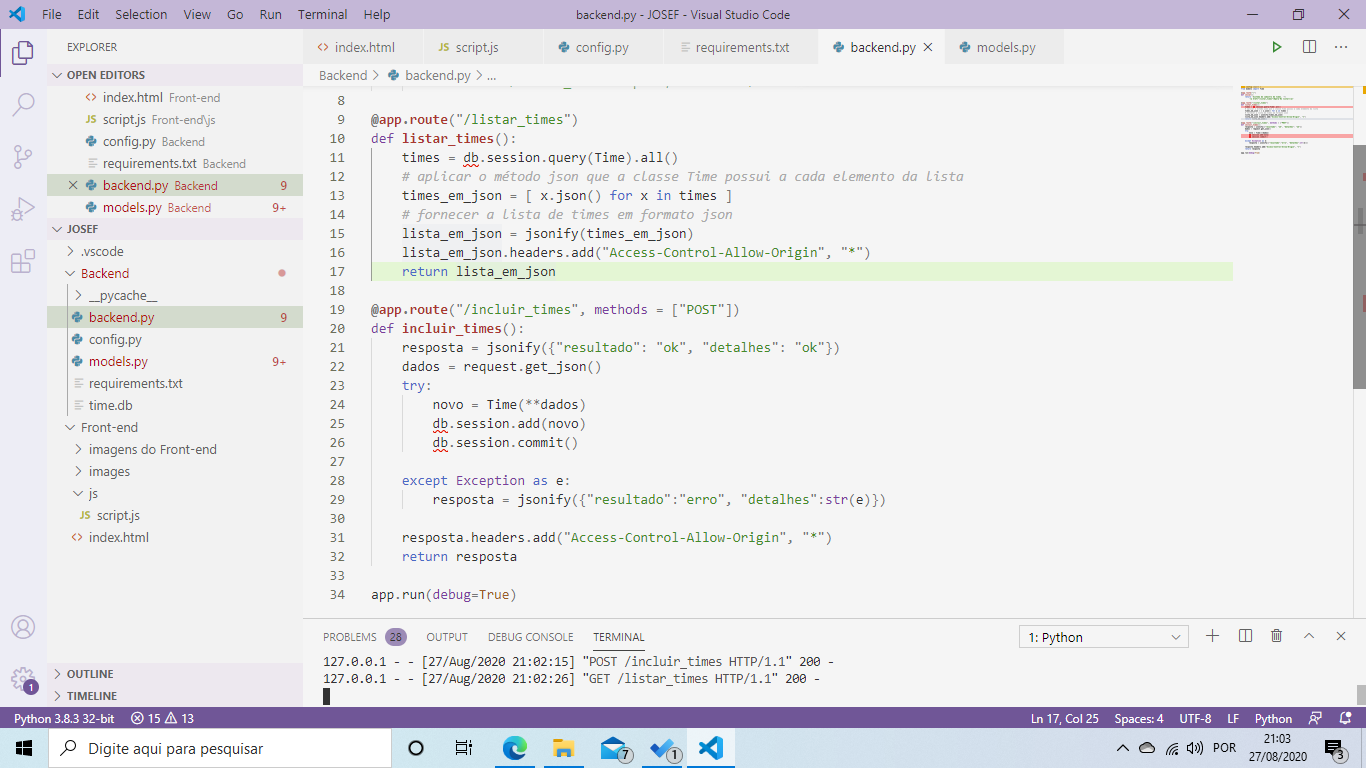 File Edit Selection View Go Run Terminal Help
backend.py - JOSEF - Visual Studio Code
EXPLORER
OPEN EDITORS
index.html Front-end
script.js Front-end\js
config.py Backend
requirements.txt Backend
backend.py Backend 9
models.py Backend 9+
JOSEF
.vscode
Backend
__pycache__
backend.py 9
config.py
models.py 9+
requirements.txt
time.db
Front-end
imagens do Front-end
images
js
script.js
index.html
OUTLINE
TIMELINE
index.html script.js config.py requirements.txt backend.py models.py
Backend > backend.py > ...
8
9 @app.route("/listar_times")
10 def listar_times():
11 times = db.session.query(Time).all()
12 # aplicar o método json que a classe Time possui a cada elemento da lista
13 times_em_json = [ x.json() for x in times ]
14 # fornecer a lista de times em formato json
15 lista_em_json = jsonify(times_em_json)
16 lista_em_json.headers.add("Access-Control-Allow-Origin", "*")
17 return lista_em_json
18
19 @app.route("/incluir_times", methods = ["POST"])
20 def incluir_times():
21 resposta = jsonify({"resultado": "ok", "detalhes": "ok"})
22 dados = request.get_json()
23 try:
24 novo = Time(**dados)
25 db.session.add(novo)
26 db.session.commit()
27
28 except Exception as e:
29 resposta = jsonify({"resultado":"erro", "detalhes":str(e)})
30
31 resposta.headers.add("Access-Control-Allow-Origin", "*")
32 return resposta
33
34 app.run(debug=True)
PROBLEMS 28 OUTPUT DEBUG CONSOLE TERMINAL 1: Python
127.0.0.1 - - [27/Aug/2020 21:02:15] "POST /incluir_times HTTP/1.1" 200 -
127.0.0.1 - - [27/Aug/2020 21:02:26] "GET /listar_times HTTP/1.1" 200 -
1
Python 3.8.3 32-bit 15 13 Ln 17, Col 25 Spaces: 4 UTF-8 LF Python
Digite aqui para pesquisar 7 1 POR 21:03
27/08/2020 3